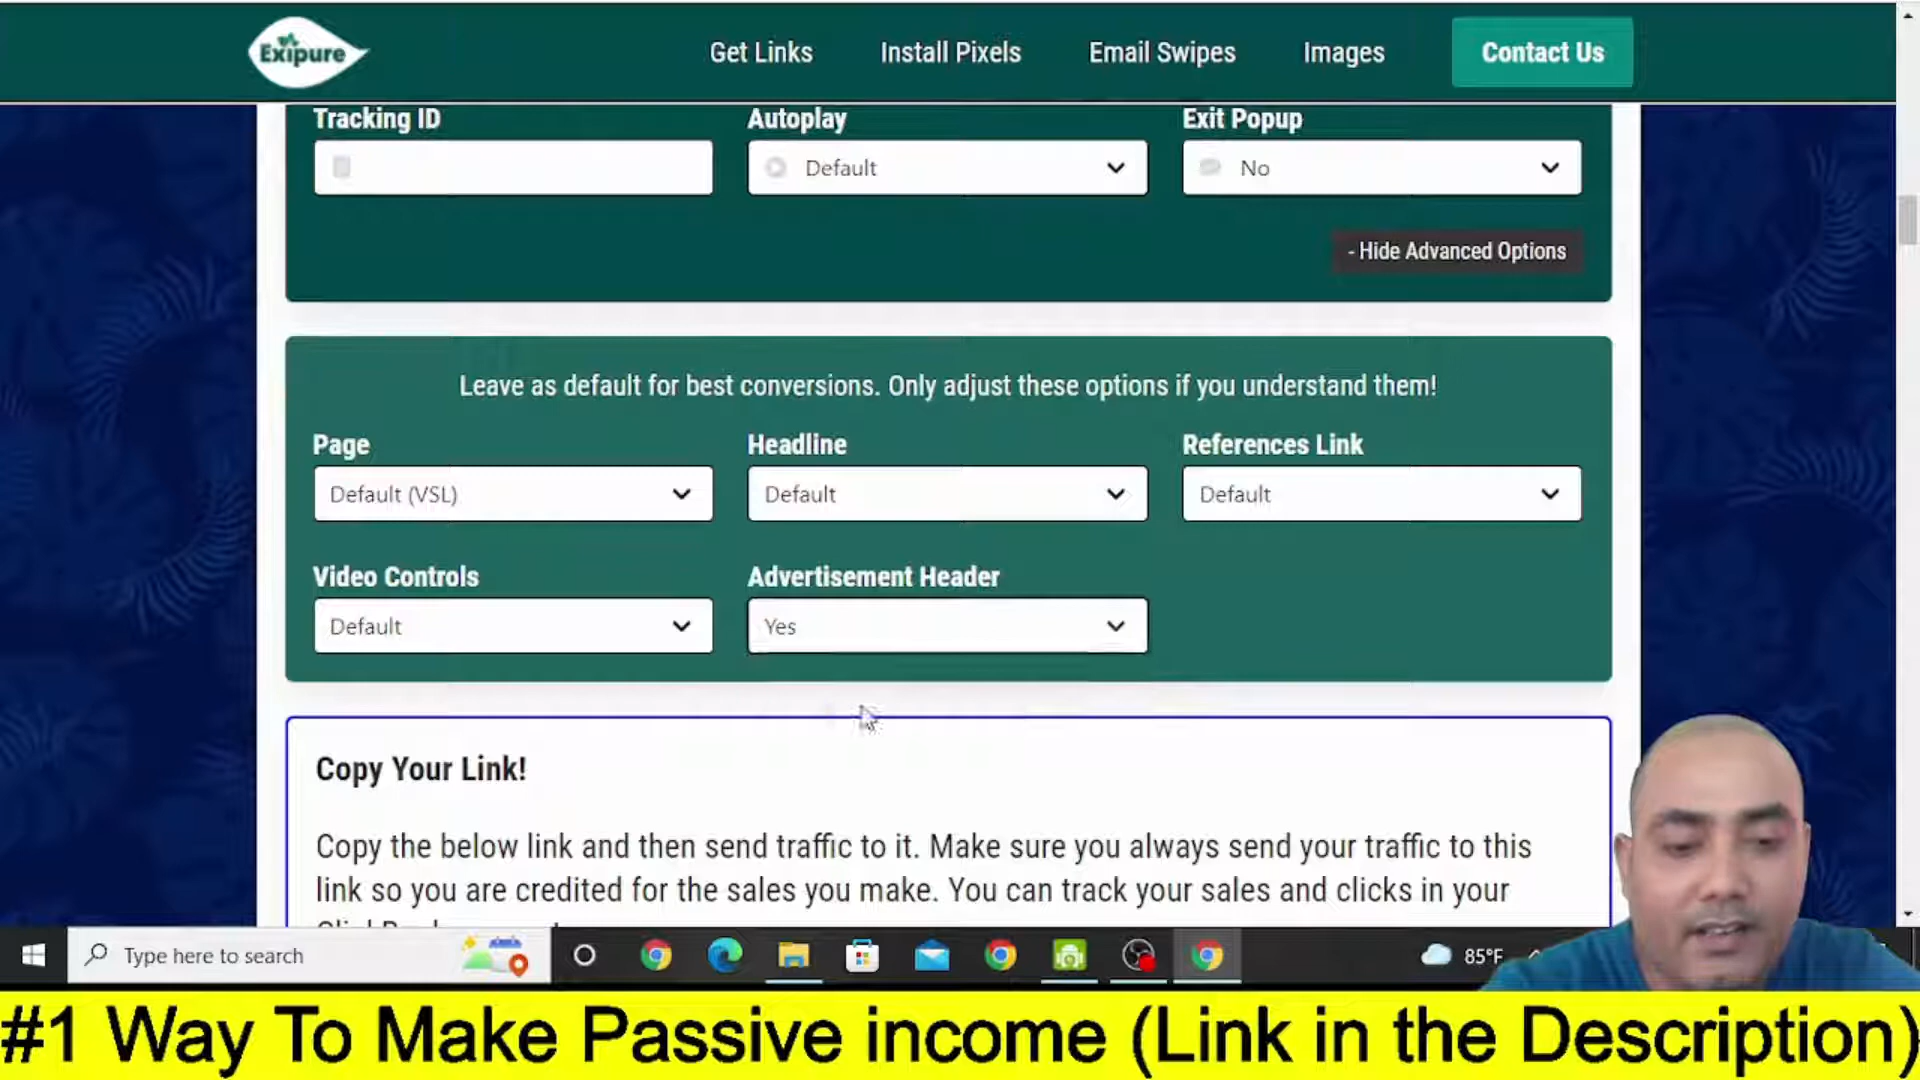 Exipure
Get Links
Install Pixels
Email Swipes
Images
Contact Us
Tracking ID
Autoplay
Exit Popup
Default
No
- Hide Advanced Options
Leave as default for best conversions. Only adjust these options if you understand them!
Page
Headline
References Link
Default (VSL)
Default
Default
Video Controls
Advertisement Header
Default
Yes
Copy Your Link!
Copy the below link and then send traffic to it. Make sure you always send your traffic to this
link so you are credited for the sales you make. You can track your sales and clicks in your
Type here to search
85°F
#1 Way To Make Passive income (Link in the Description)